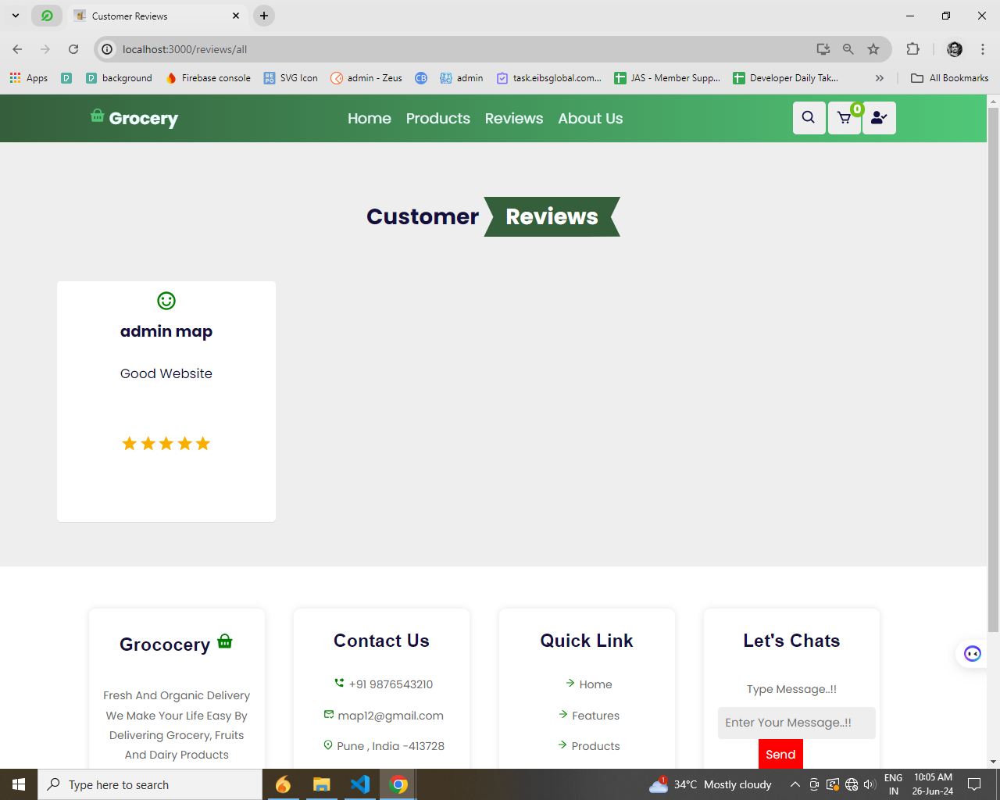 Customer Reviews
localhost:3000/reviews/all
Apps
background
Firebase console
SVG Icon
admin - Zeus
CB
admin
task.eibsglobal.com...
JAS - Member Supp...
Developer Daily Tak...
All Bookmarks
Grocery
Home Products Reviews About Us
0
Customer Reviews
admin map
Good Website
Grococery
Fresh And Organic Delivery
We Make Your Life Easy By
Delivering Grocery, Fruits
And Dairy Products
Contact Us
+91 9876543210
map12@gmail.com
Pune , India -413728
Quick Link
Home
Features
Products
Let's Chats
Type Message..!!
Enter Your Message..!!
Send
Type here to search
1
34°C Mostly cloudy
ENG
IN
10:05 AM
26-Jun-24